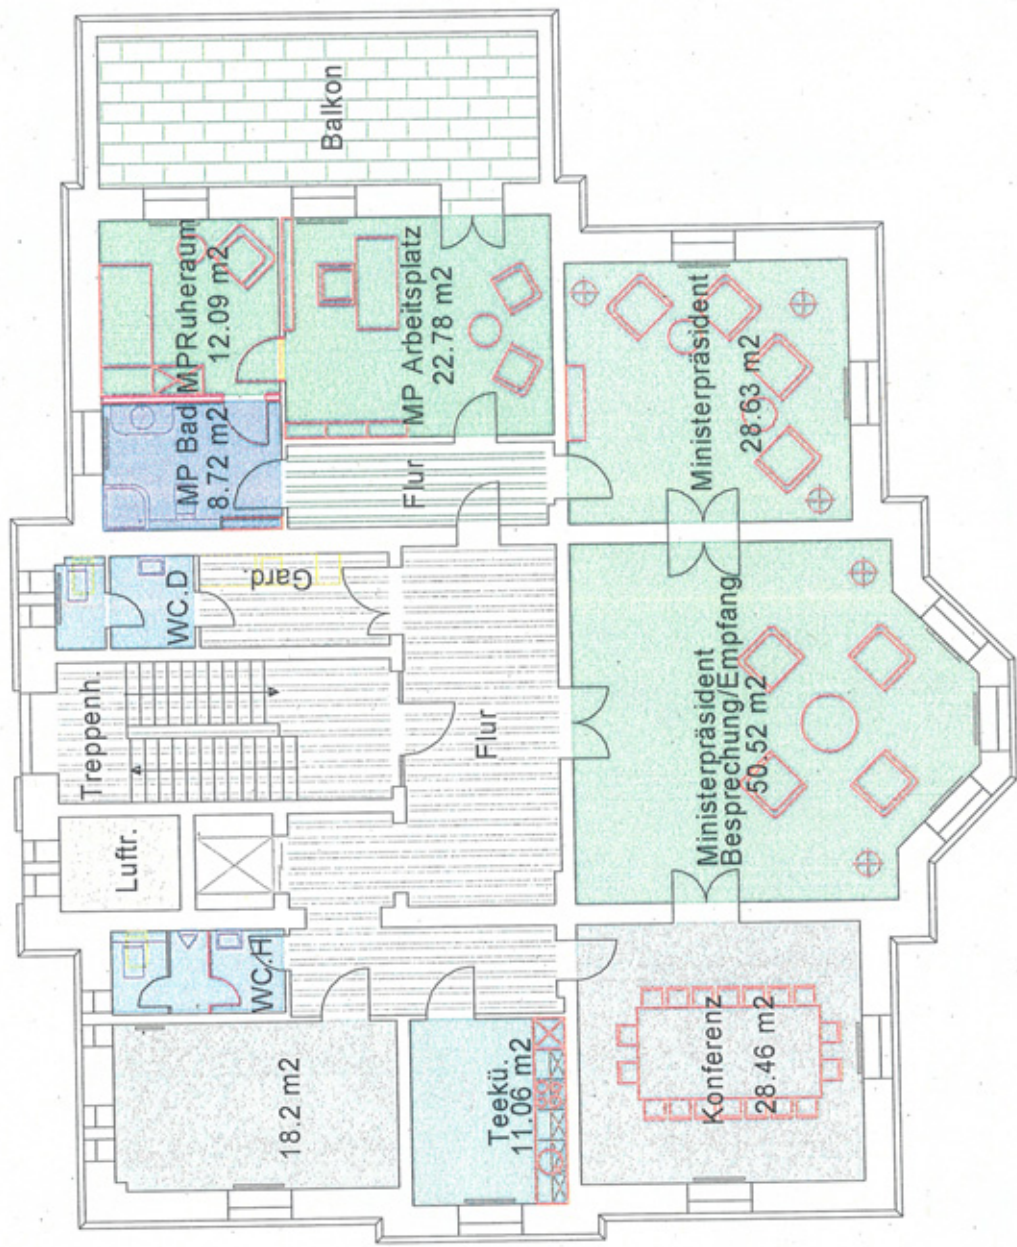 Balkon
MPRuheraum
12.09 m2
MP Arbeitsplatz
22.78 m2
MP Bad
8.72 m2
Flur
Ministerpräsident
28.63 m2
WC.D
Gard.
Treppenh.
Flur
Ministerpräsident
Besprechung/Empfang
50.52 m2
Luftr.
WC.H
18.2 m2
Teekü.
11.06 m2
Konferenz
28.46 m2